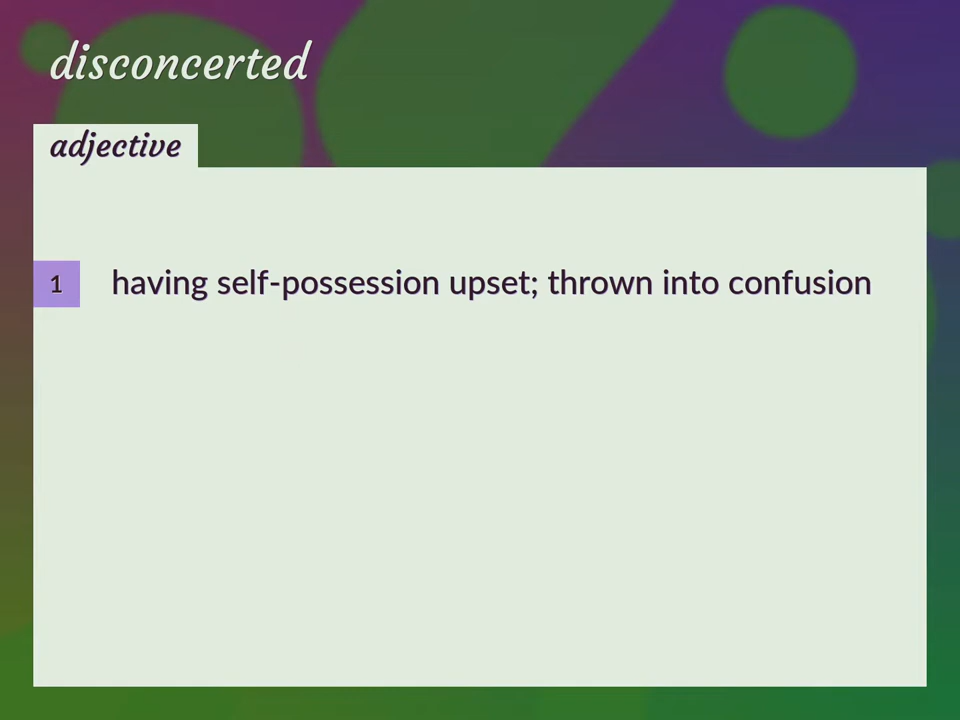 disconcerted
adjective
1 having self-possession upset; thrown into confusion